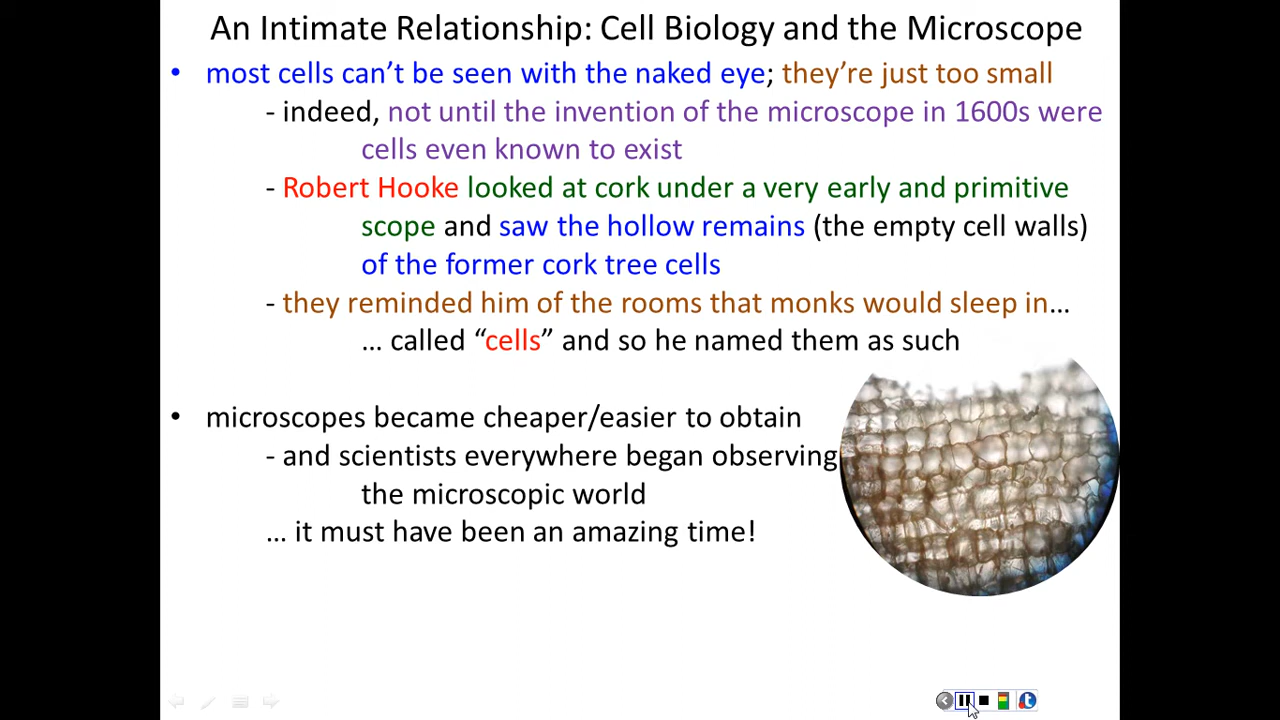 An Intimate Relationship: Cell Biology and the Microscope
• most cells can’t be seen with the naked eye; they’re just too small
- indeed, not until the invention of the microscope in 1600s were
cells even known to exist
- Robert Hooke looked at cork under a very early and primitive
scope and saw the hollow remains (the empty cell walls)
of the former cork tree cells
- they reminded him of the rooms that monks would sleep in…
… called “cells” and so he named them as such
• microscopes became cheaper/easier to obtain
- and scientists everywhere began observing
the microscopic world
… it must have been an amazing time!